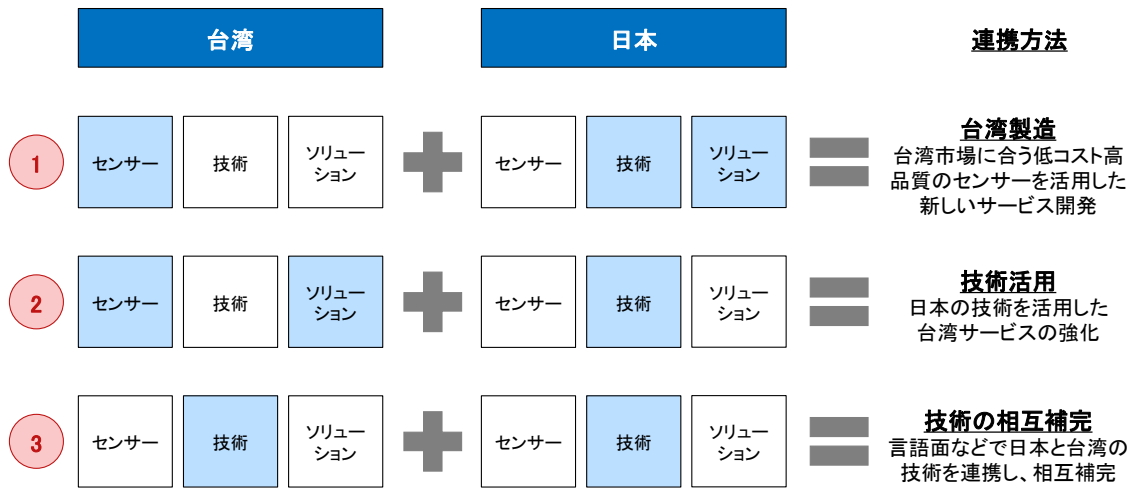 台湾
日本
連携方法
1
センサー
技術
ソリュー
ション
センサー
技術
ソリュー
ション
台湾製造
台湾市場に合う低コスト高
品質のセンサーを活用した
新しいサービス開発
2
センサー
技術
ソリュー
ション
センサー
技術
ソリュー
ション
技術活用
日本の技術を活用した
台湾サービスの強化
3
センサー
技術
ソリュー
ション
センサー
技術
ソリュー
ション
技術の相互補完
言語面などで日本と台湾の
技術を連携し、相互補完